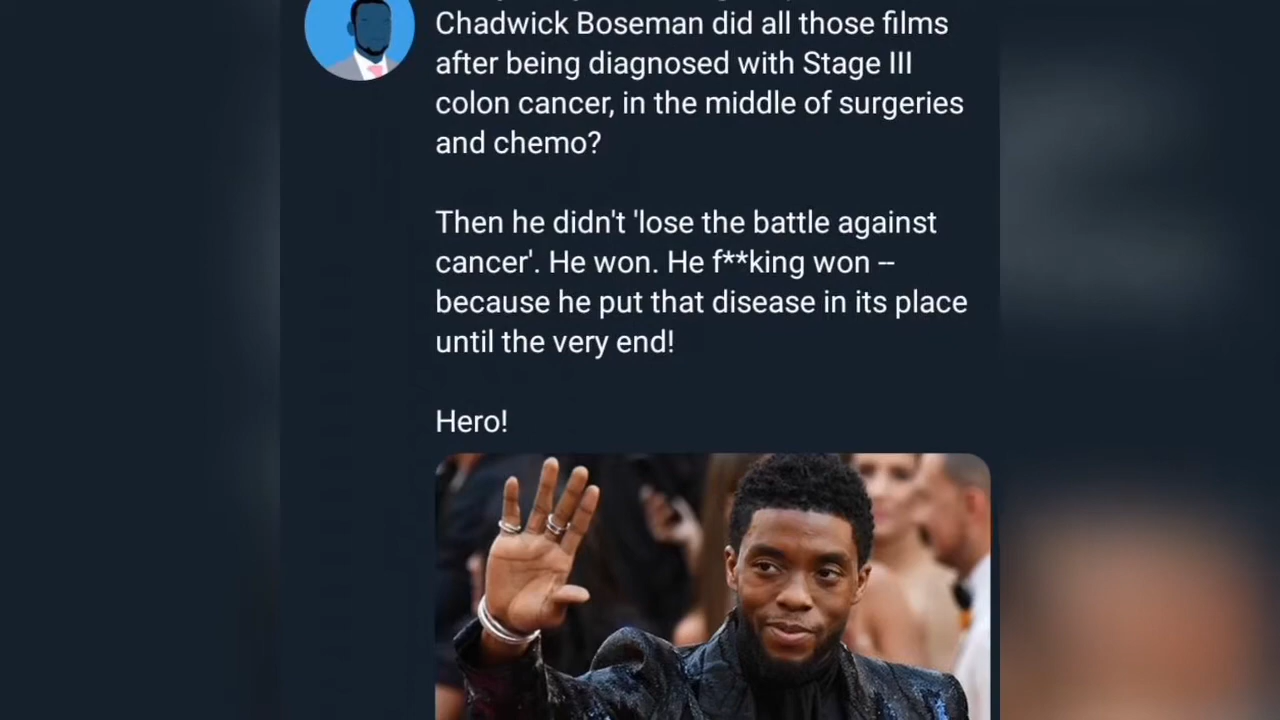 Chadwick Boseman did all those films
after being diagnosed with Stage III
colon cancer, in the middle of surgeries
and chemo?
Then he didn't 'lose the battle against
cancer'. He won. He f**king won --
because he put that disease in its place
until the very end!
Hero!